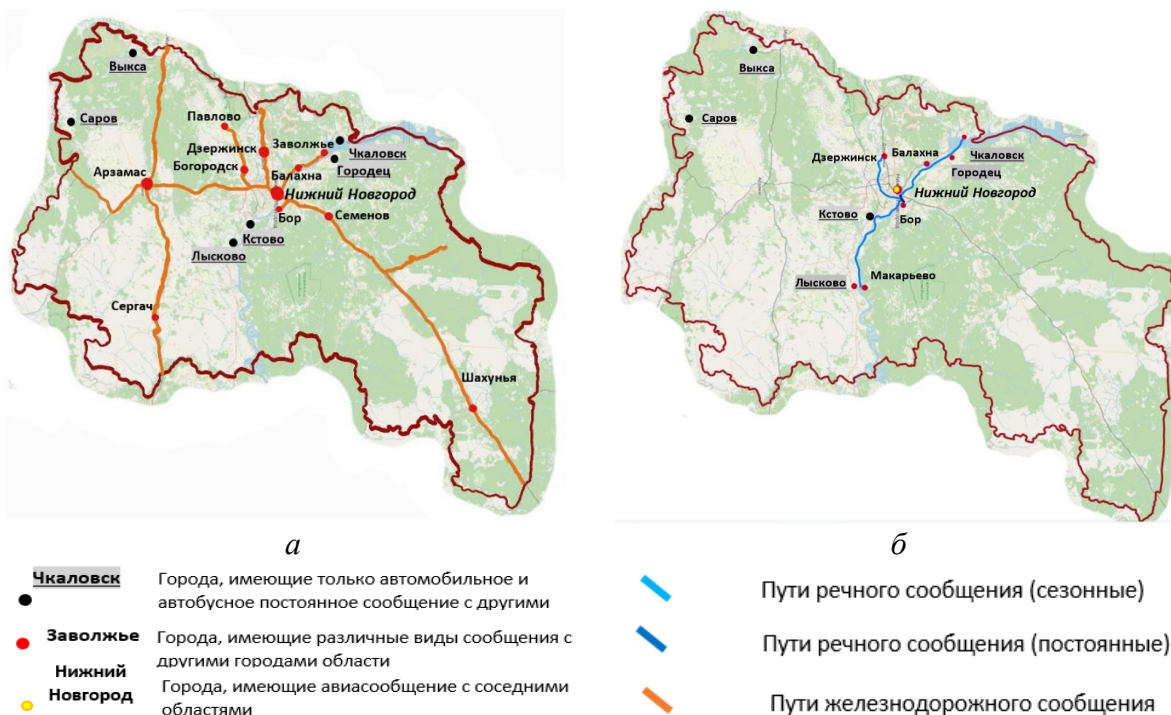 Выкса
Саров
Павлово
Дзержинск
Заволжье
Богородск
Балахна
Чкаловск
Городец
Арзамас
Нижний Новгород
Бор
Семенов
Кстово
Лысково
Сергач
Шахунья
а
Выкса
Саров
Дзержинск
Балахна
Чкаловск
Городец
Нижний Новгород
Кстово
Бор
Лысково
Макарьево
б
Чкаловск
Города, имеющие только автомобильное и
автобусное постоянное сообщение с другими
Заволжье
Города, имеющие различные виды сообщения с
другими городами области
Нижний
Новгород
Города, имеющие авиасообщение с соседними
областями
Пути речного сообщения (сезонные)
Пути речного сообщения (постоянные)
Пути железнодорожного сообщения